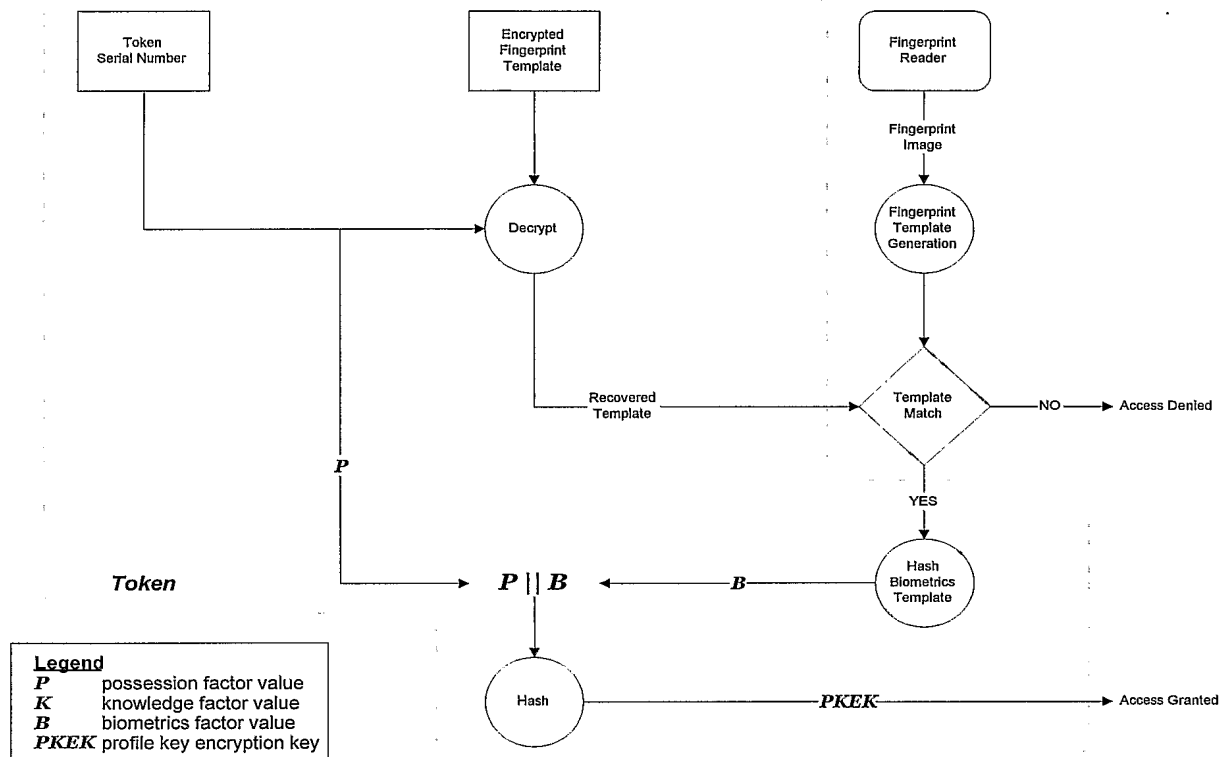 Token
Serial Number
Encrypted
Fingerprint
Template
Fingerprint
Reader
Fingerprint
Image
Decrypt
Fingerprint
Template
Generation
Recovered
Template
Template
Match
NO
Access Denied
P
YES
Token
P || B
B
Hash
Biometrics
Template
Hash
PKEK
Access Granted
Legend
P possession factor value
K knowledge factor value
B biometrics factor value
PKEK profile key encryption key